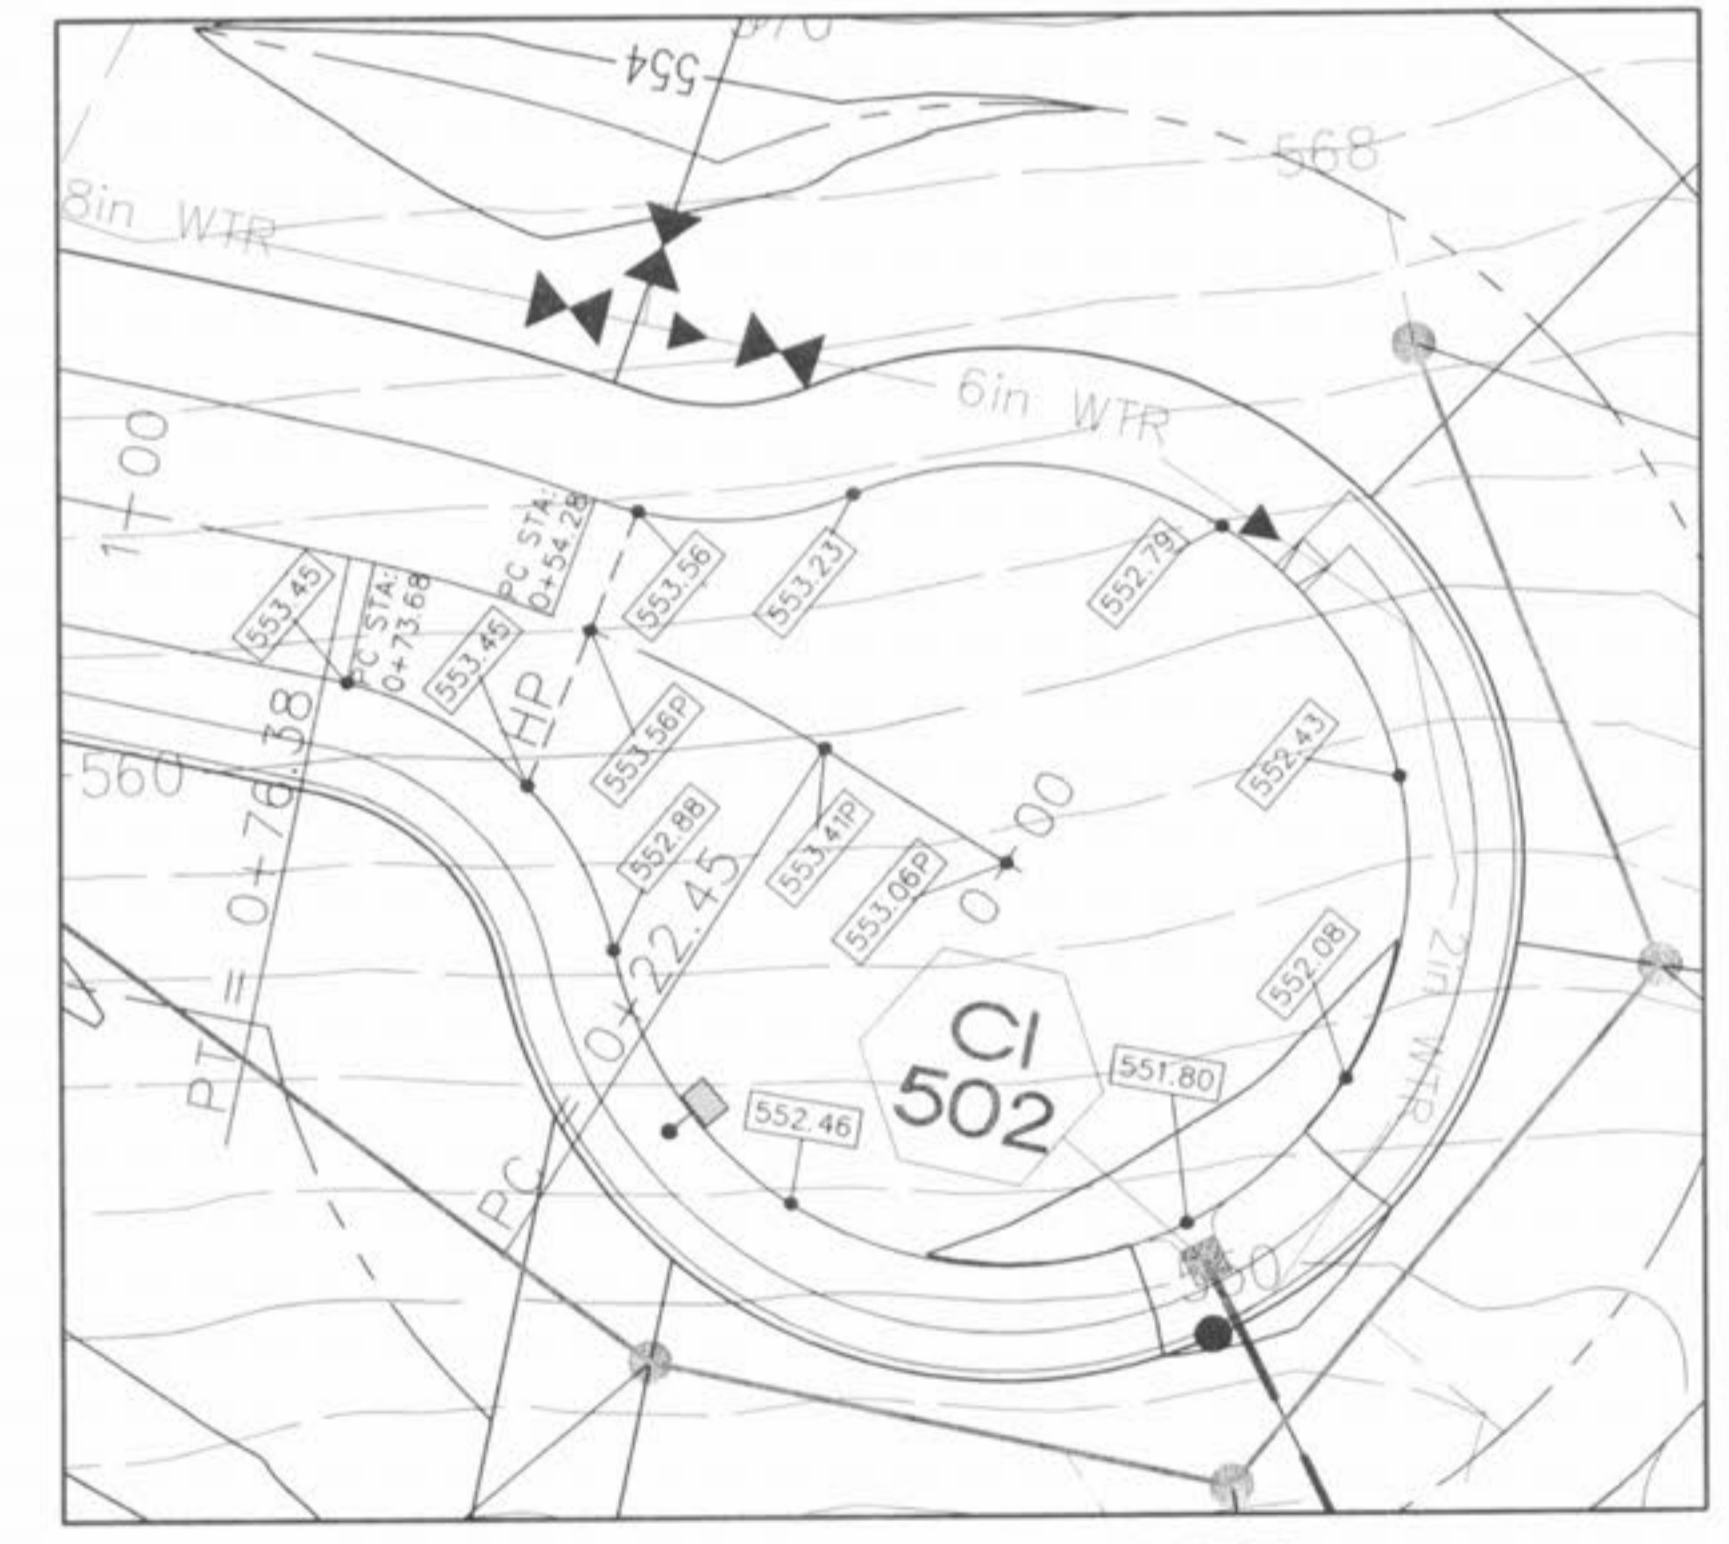 554
568
8in WTR
6in WTR
1+00
PC STA:
0+54.28
553.45
PC STA:
0+73.68
553.45
553.56
553.23
552.79
HP
553.56P
552.43
560
552.88
553.41P
0+00
553.06P
PT = 0+76.38
PC = 0+22.45
CI
502
552.08
2in WTR
552.46
551.80